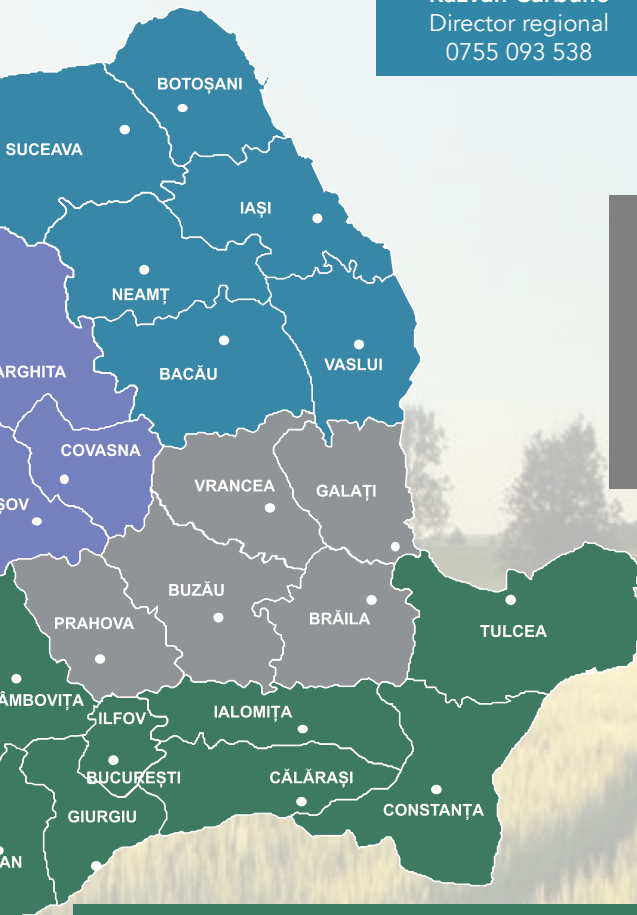 Director regional
0755 093 538
BOTOȘANI
SUCEAVA
IAȘI
NEAMȚ
VASLUI
BACĂU
ARGHITA
COVASNA
VRANCEA
GALAȚI
ȘOV
BUZĂU
BRĂILA
PRAHOVA
TULCEA
ÂMBOVIȚA
ILFOV
IALOMIȚA
BUCUREȘTI
CĂLĂRAȘI
CONSTANȚA
GIURGIU
AN